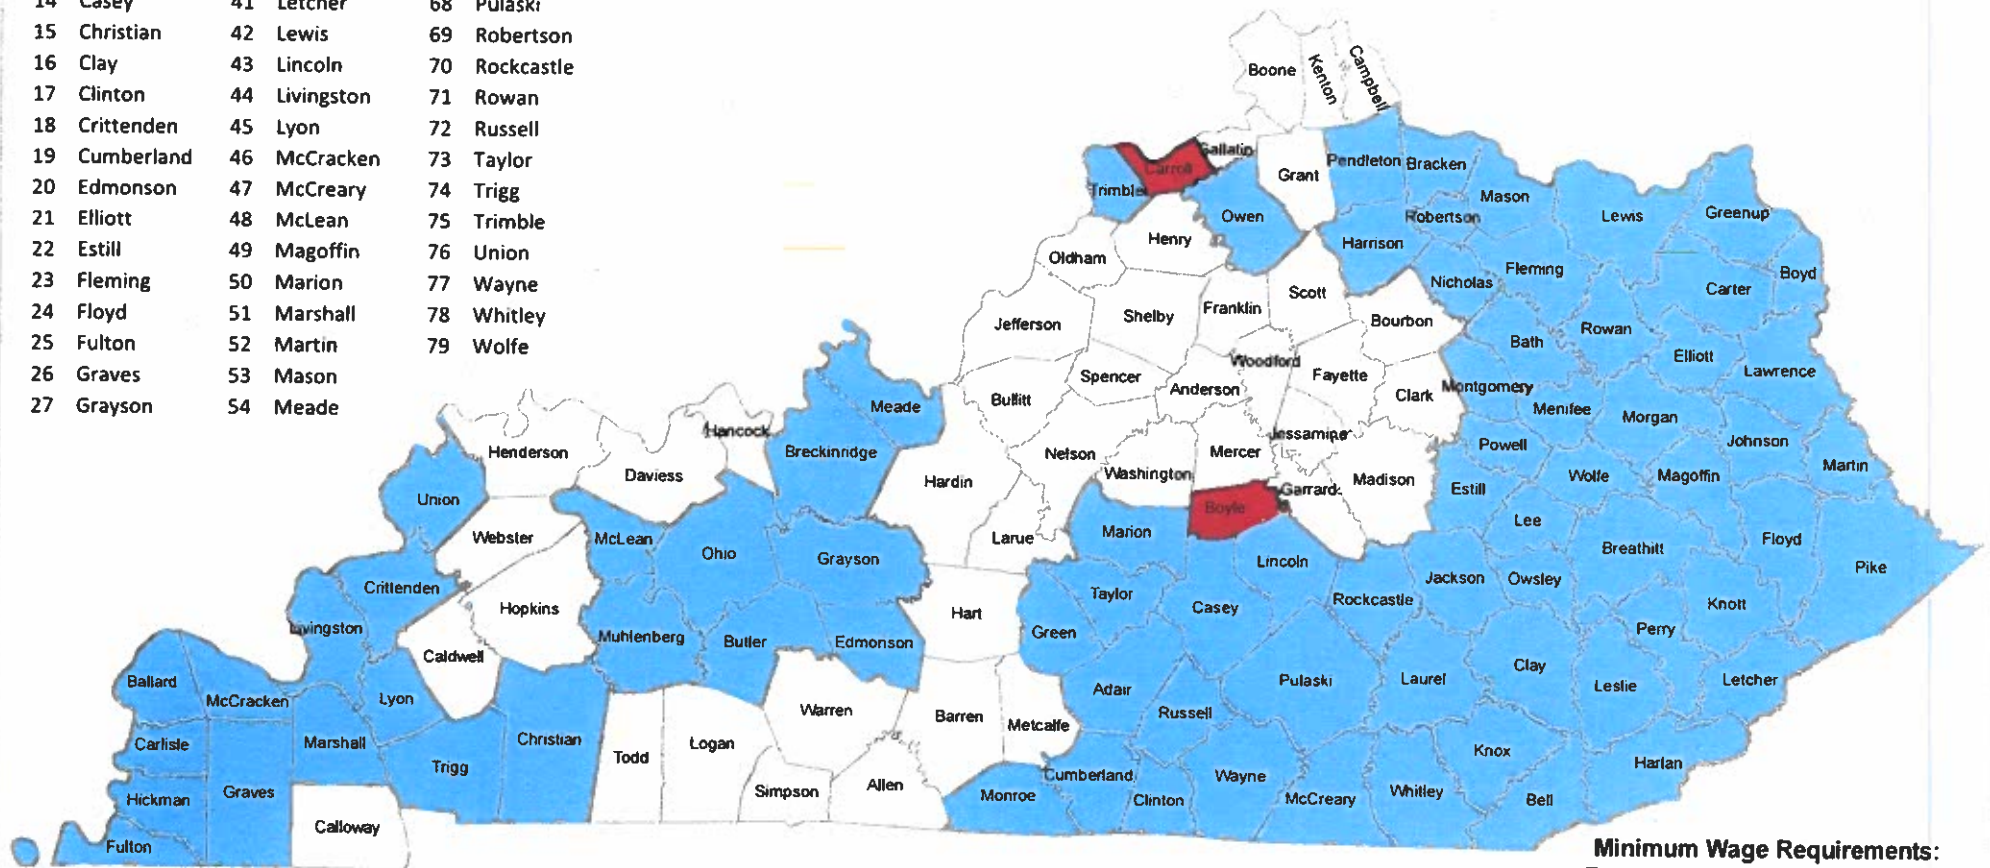 14 Casey 41 Letcher 68 Pulaski
15 Christian 42 Lewis 69 Robertson
16 Clay 43 Lincoln 70 Rockcastle
17 Clinton 44 Livingston 71 Rowan
18 Crittenden 45 Lyon 72 Russell
19 Cumberland 46 McCracken 73 Taylor
20 Edmonson 47 McCreary 74 Trigg
21 Elliott 48 McLean 75 Trimble
22 Estill 49 Magoffin 76 Union
23 Fleming 50 Marion 77 Wayne
24 Floyd 51 Marshall 78 Whitley
25 Fulton 52 Martin 79 Wolfe
26 Graves 53 Mason
27 Grayson 54 Meade
Boone
Kenton
Campbell
Gallatin
Carroll
Grant
Pendleton
Bracken
Trimble
Owen
Mason
Robertson
Lewis
Greenup
Henry
Harrison
Oldham
Fleming
Nicholas
Boyd
Carter
Scott
Franklin
Shelby
Jefferson
Bourbon
Rowan
Bath
Elliott
Lawrence
Woodford
Fayette
Spencer
Anderson
Clark
Montgomery
Menifee
Morgan
Bullitt
Meade
Hancock
Breckinridge
Jessamine
Johnson
Powell
Mercer
Nelson
Washington
Henderson
Daviess
Hardin
Madison
Garrard
Estill
Wolfe
Magoffin
Martin
Union
Boyle
Lee
Marion
Larue
Webster
McLean
Ohio
Grayson
Lincoln
Breathitt
Floyd
Pike
Jackson
Owsley
Crittenden
Taylor
Casey
Rockcastle
Knott
Hopkins
Hart
Livingston
Green
Perry
Muhlenberg
Butler
Edmonson
Caldwell
Clay
Ballard
McCracken
Lyon
Adair
Pulaski
Laurel
Leslie
Letcher
Warren
Barren
Metcalfe
Russell
Carlisle
Marshall
Christian
Todd
Logan
Knox
Harlan
Trigg
Hickman
Graves
Simpson
Allen
Monroe
Cumberland
Clinton
Wayne
McCreary
Whitley
Bell
Calloway
Fulton
Minimum Wage Requirements: